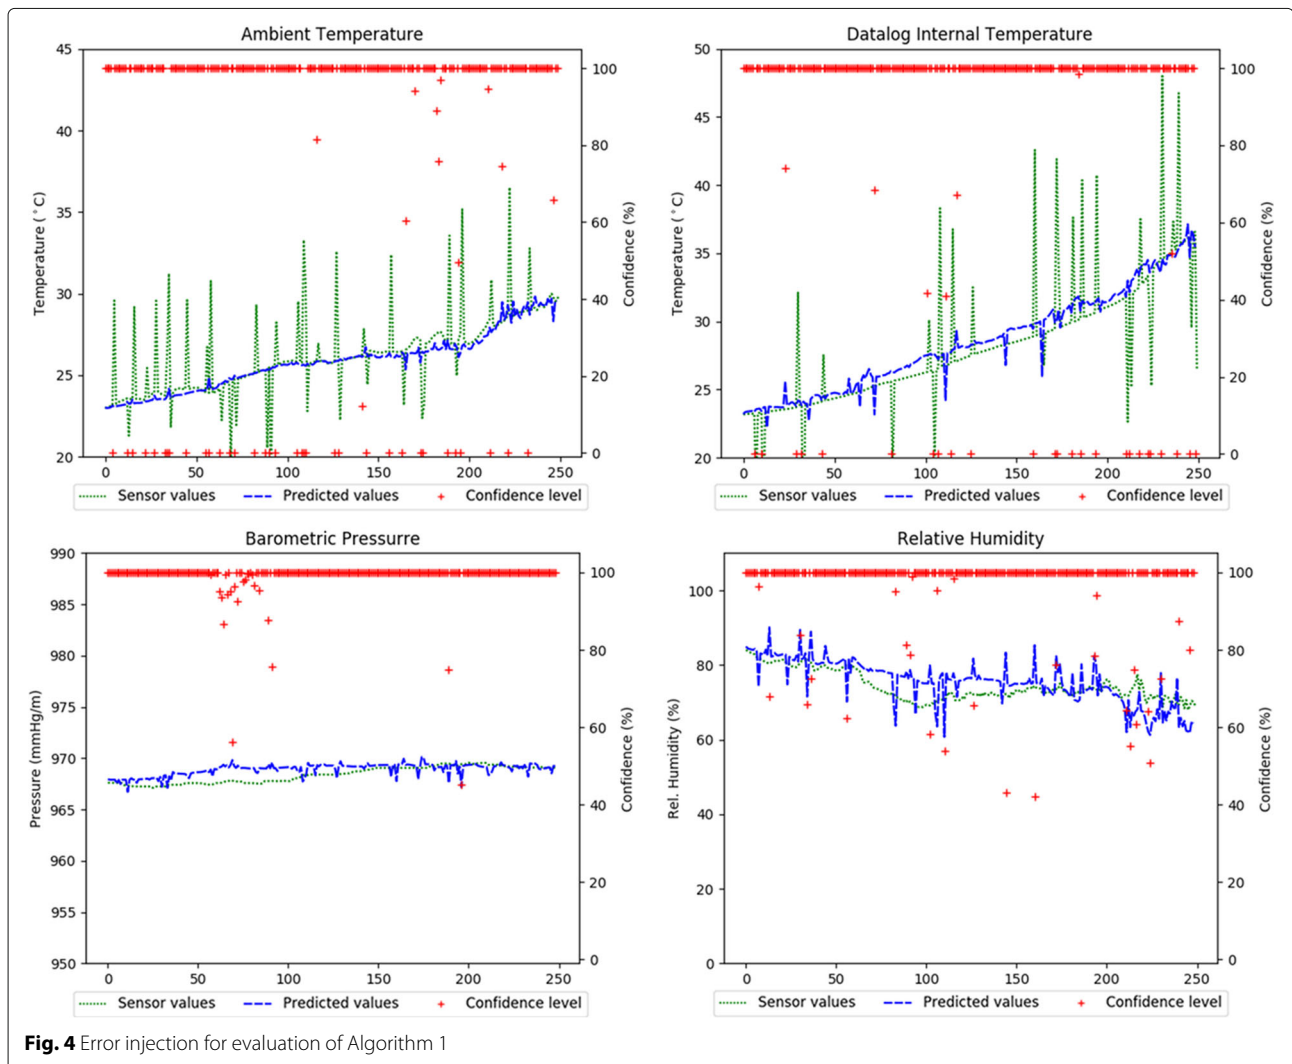 Ambient Temperature
45
40
35
30
25
20
Temperature (°C)
100
80
60
40
20
0
Confidence (%)
0 50 100 150 200 250
Sensor values Predicted values Confidence level
Datalog Internal Temperature
50
45
40
35
30
25
20
Temperature (°C)
100
80
60
40
20
0
Confidence (%)
0 50 100 150 200 250
Sensor values Predicted values Confidence level
Barometric Pressurre
990
985
980
975
970
965
960
955
950
Pressure (mmHg/m)
100
80
60
40
20
0
Confidence (%)
0 50 100 150 200 250
Sensor values Predicted values Confidence level
Relative Humidity
100
80
60
40
20
0
Rel. Humidity (%)
100
80
60
40
20
0
Confidence (%)
0 50 100 150 200 250
Sensor values Predicted values Confidence level
Fig. 4 Error injection for evaluation of Algorithm 1